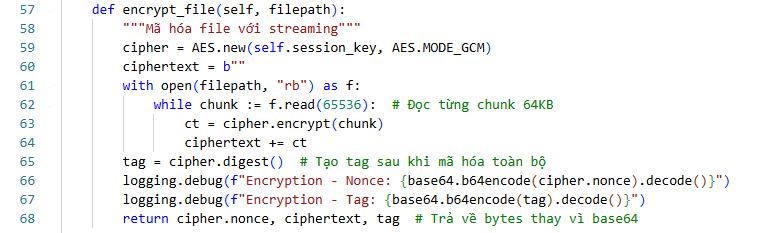 57 def encrypt_file(self, filepath):
58 """Mã hóa file với streaming"""
59 cipher = AES.new(self.session_key, AES.MODE_GCM)
60 ciphertext = b""
61 with open(filepath, "rb") as f:
62 while chunk := f.read(65536):  # Đọc từng chunk 64KB
63 ct = cipher.encrypt(chunk)
64 ciphertext += ct
65 tag = cipher.digest()  # Tạo tag sau khi mã hóa toàn bộ
66 logging.debug(f"Encryption - Nonce: {base64.b64encode(cipher.nonce).decode()}")
67 logging.debug(f"Encryption - Tag: {base64.b64encode(tag).decode()}")
68 return cipher.nonce, ciphertext, tag  # Trả về bytes thay vì base64